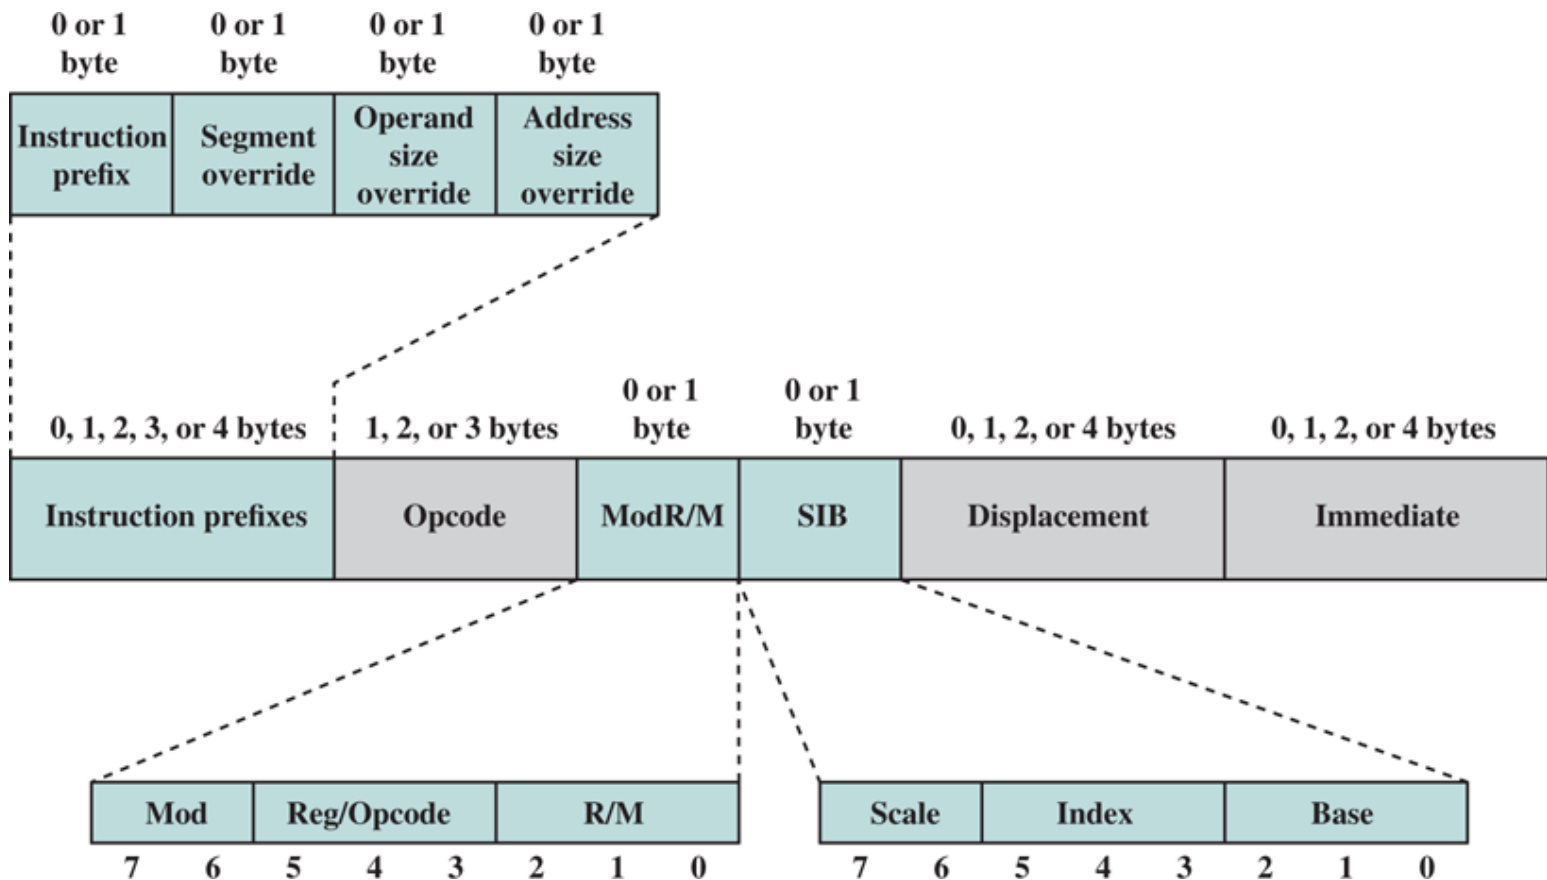 0 or 1 0 or 1 0 or 1 0 or 1
byte byte byte byte
Instruction prefix
Segment override
Operand size override
Address size override
0 or 1 0 or 1
0, 1, 2, 3, or 4 bytes 1, 2, or 3 bytes byte byte 0, 1, 2, or 4 bytes 0, 1, 2, or 4 bytes
Instruction prefixes Opcode ModR/M SIB Displacement Immediate
Mod Reg/Opcode R/M Scale Index Base
7 6 5 4 3 2 1 0 7 6 5 4 3 2 1 0